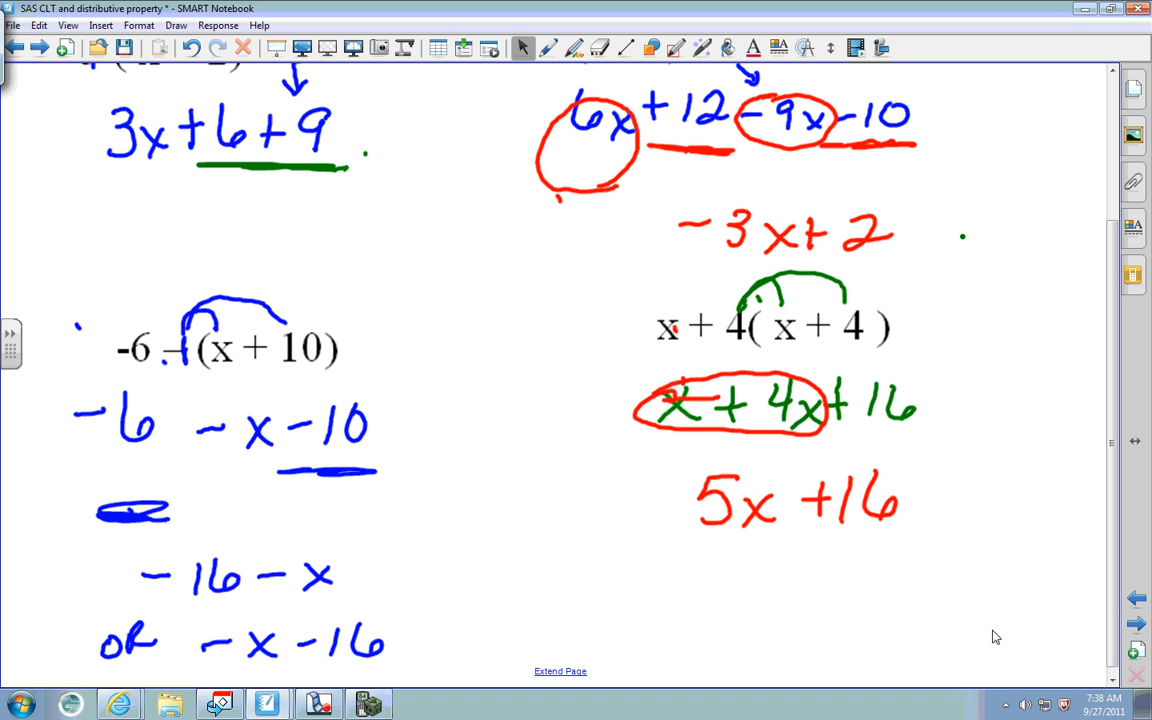 SAS CLT and distributive property * - SMART Notebook
File Edit View Insert Format Draw Response Help
3x + 6 + 9
6x + 12 - 9x - 10
- 3x + 2
-6 - 1(x + 10)
- 6 - x - 10
- 16 - x
or - x - 16
x + 4( x + 4 )
x + 4x + 16
5x + 16
Extend Page
7:38 AM
9/27/2011